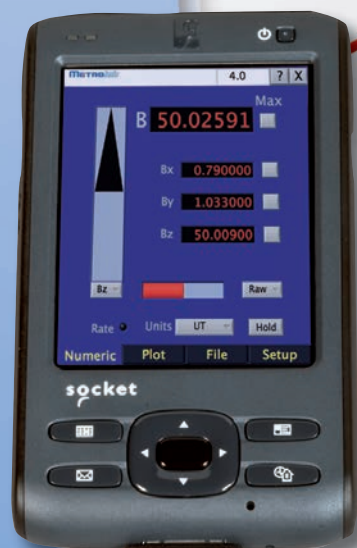 METROlab 4.0 ? X
Max
B 50.02591
Bx 0.790000
By 1.033000
Bz 50.00900
Bz Raw
Rate Units UT Hold
Numeric Plot File Setup
socket